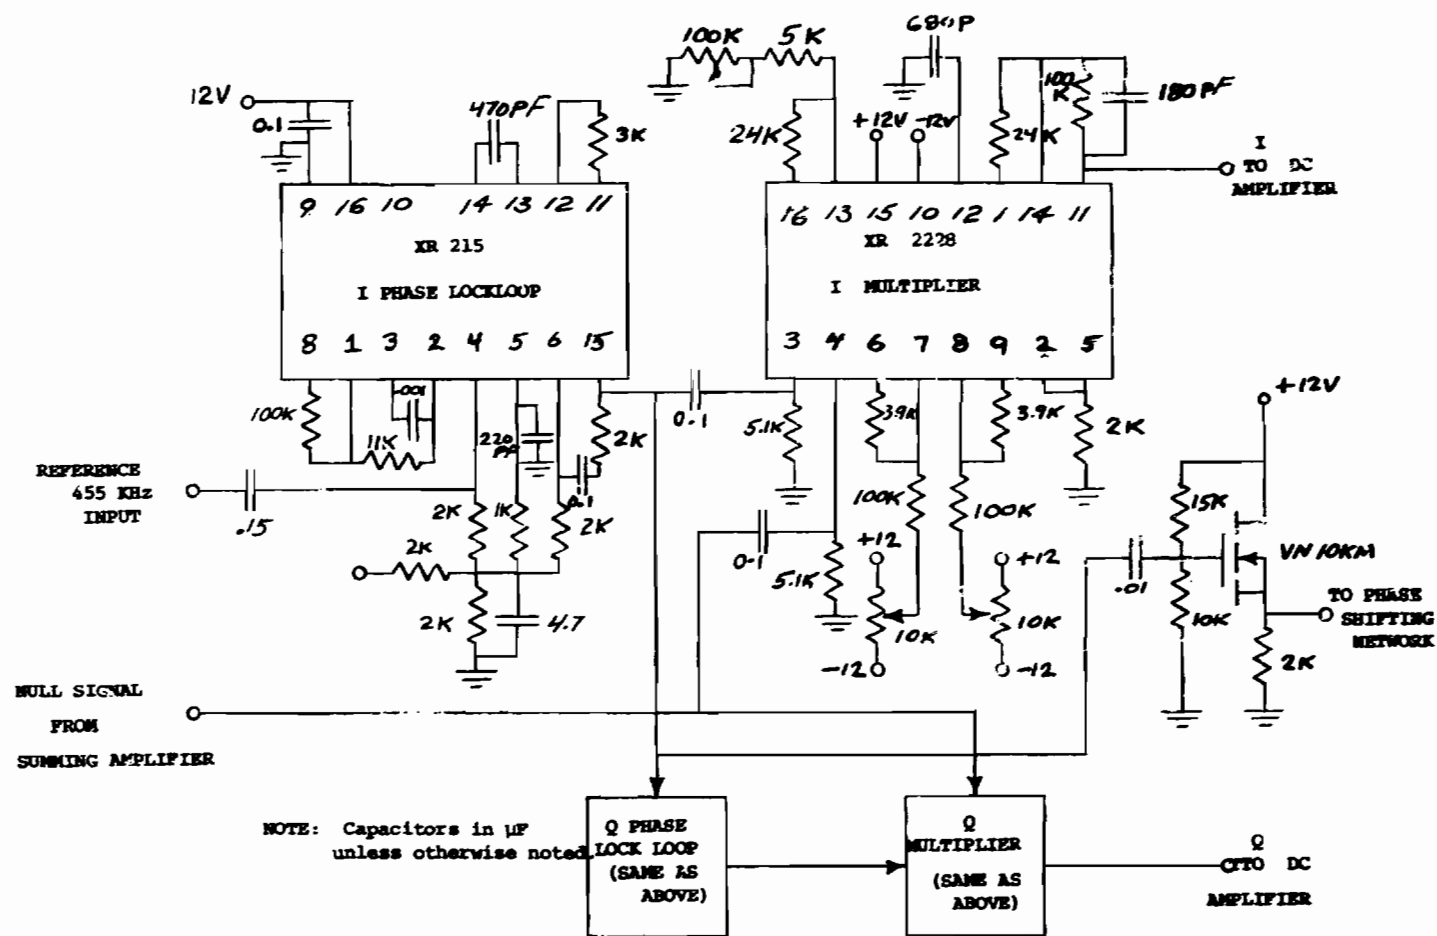 100K
5K
680P
12V
0.1
470PF
3K
24K
+12V
-12V
24K
100
K
180PF
I
TO DC
AMPLIFIER
9 16 10 14 13 12 11
XR 215
I PHASE LOCKLOOP
8 1 3 2 4 5 6 15
16 13 15 10 12 1 14 11
XR 2228
I MULTIPLIER
3 4 6 7 8 9 2 5
100K
.001
11K
220
PF
2K
0.1
0.1
5.1K
3.9K
3.9K
2K
+12V
REFERENCE
455 KHz
INPUT
.15
2K
1K
2K
2K
2K
4.7
0.1
5.1K
100K
100K
+12
+12
10K
10K
-12
-12
15K
VN10KM
.01
10K
2K
TO PHASE
SHIFTING
NETWORK
NULL SIGNAL
FROM
SUMMING AMPLIFIER
NOTE: Capacitors in µF
unless otherwise noted.
Q PHASE
LOCK LOOP
(SAME AS
ABOVE)
Q
MULTIPLIER
(SAME AS
ABOVE)
Q
TO DC
AMPLIFIER